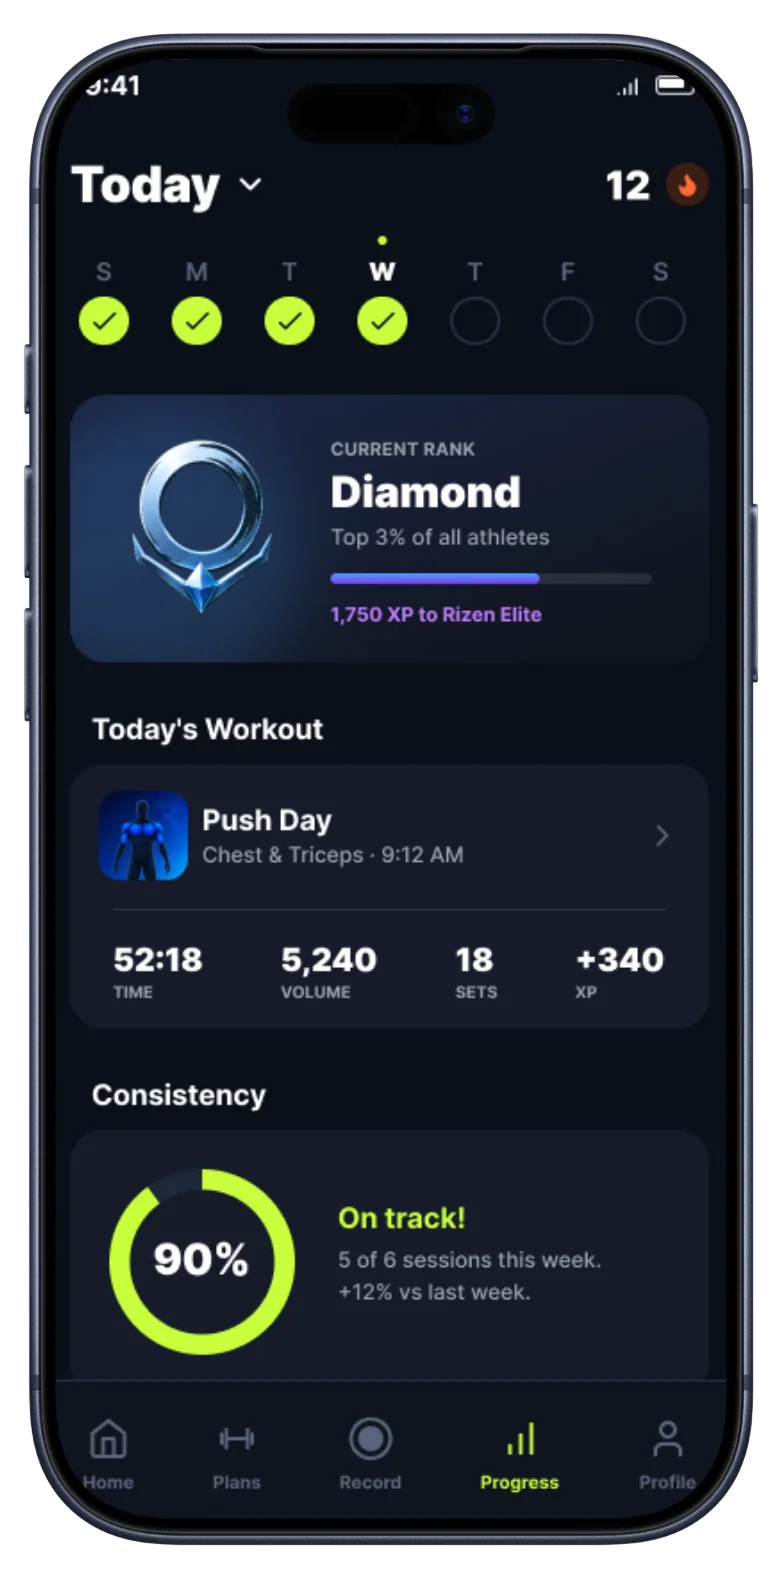 9:41
Today 12
S M T W T F S
CURRENT RANK
Diamond
Top 3% of all athletes
1,750 XP to Rizen Elite
Today's Workout
Push Day
Chest & Triceps · 9:12 AM
52:18 5,240 18 +340
TIME VOLUME SETS XP
Consistency
90%
On track!
5 of 6 sessions this week.
+12% vs last week.
Home Plans Record Progress Profile